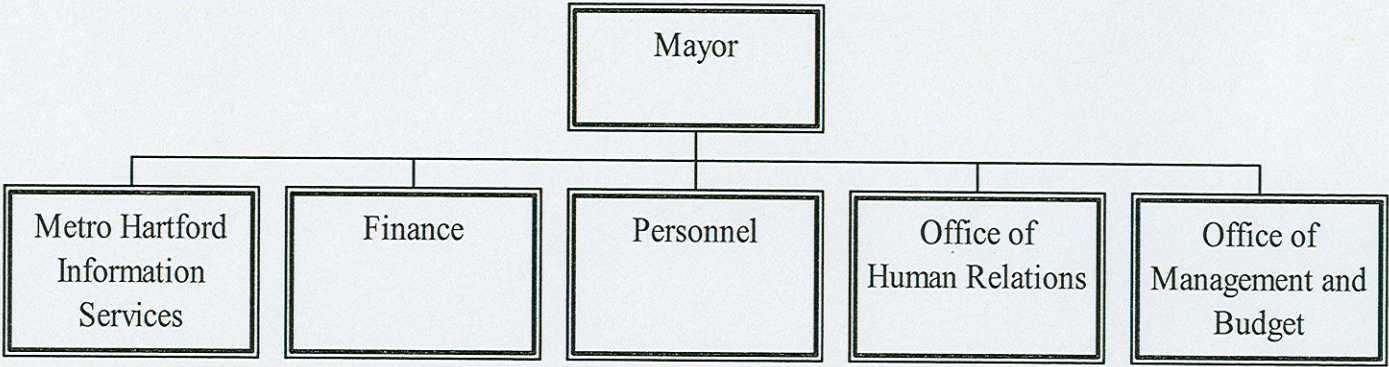 Mayor
Metro Hartford
Information
Services
Finance
Personnel
Office of
Human Relations
Office of
Management and
Budget